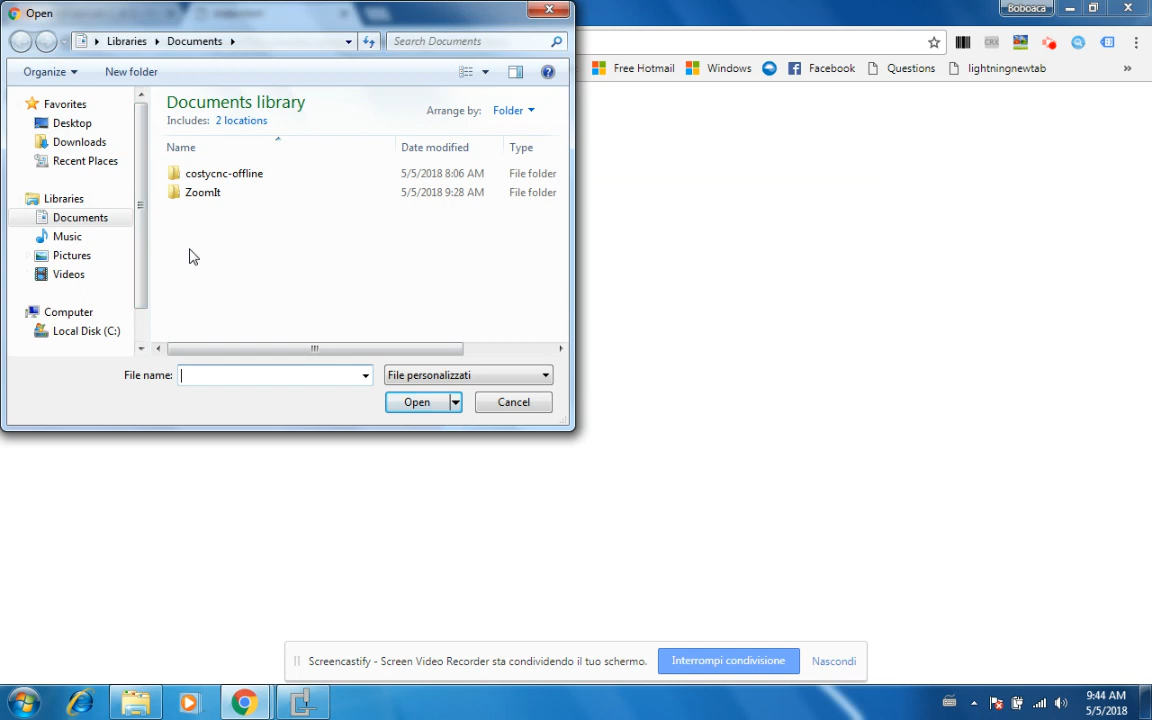 Open
Boboaca
Libraries
Documents
Search Documents
Organize
New folder
Free Hotmail
Windows
Facebook
Questions
lightningnewtab
»
Favorites
Desktop
Downloads
Recent Places
Libraries
Documents
Music
Pictures
Videos
Computer
Local Disk (C:)
Documents library
Includes: 2 locations
Arrange by: Folder
Name Date modified Type
costycnc-offline 5/5/2018 8:06 AM File folder
ZoomIt 5/5/2018 9:28 AM File folder
File name:
File personalizzati
Open
Cancel
Screencastify - Screen Video Recorder sta condividendo il tuo schermo.
Interrompi condivisione
Nascondi
9:44 AM
5/5/2018